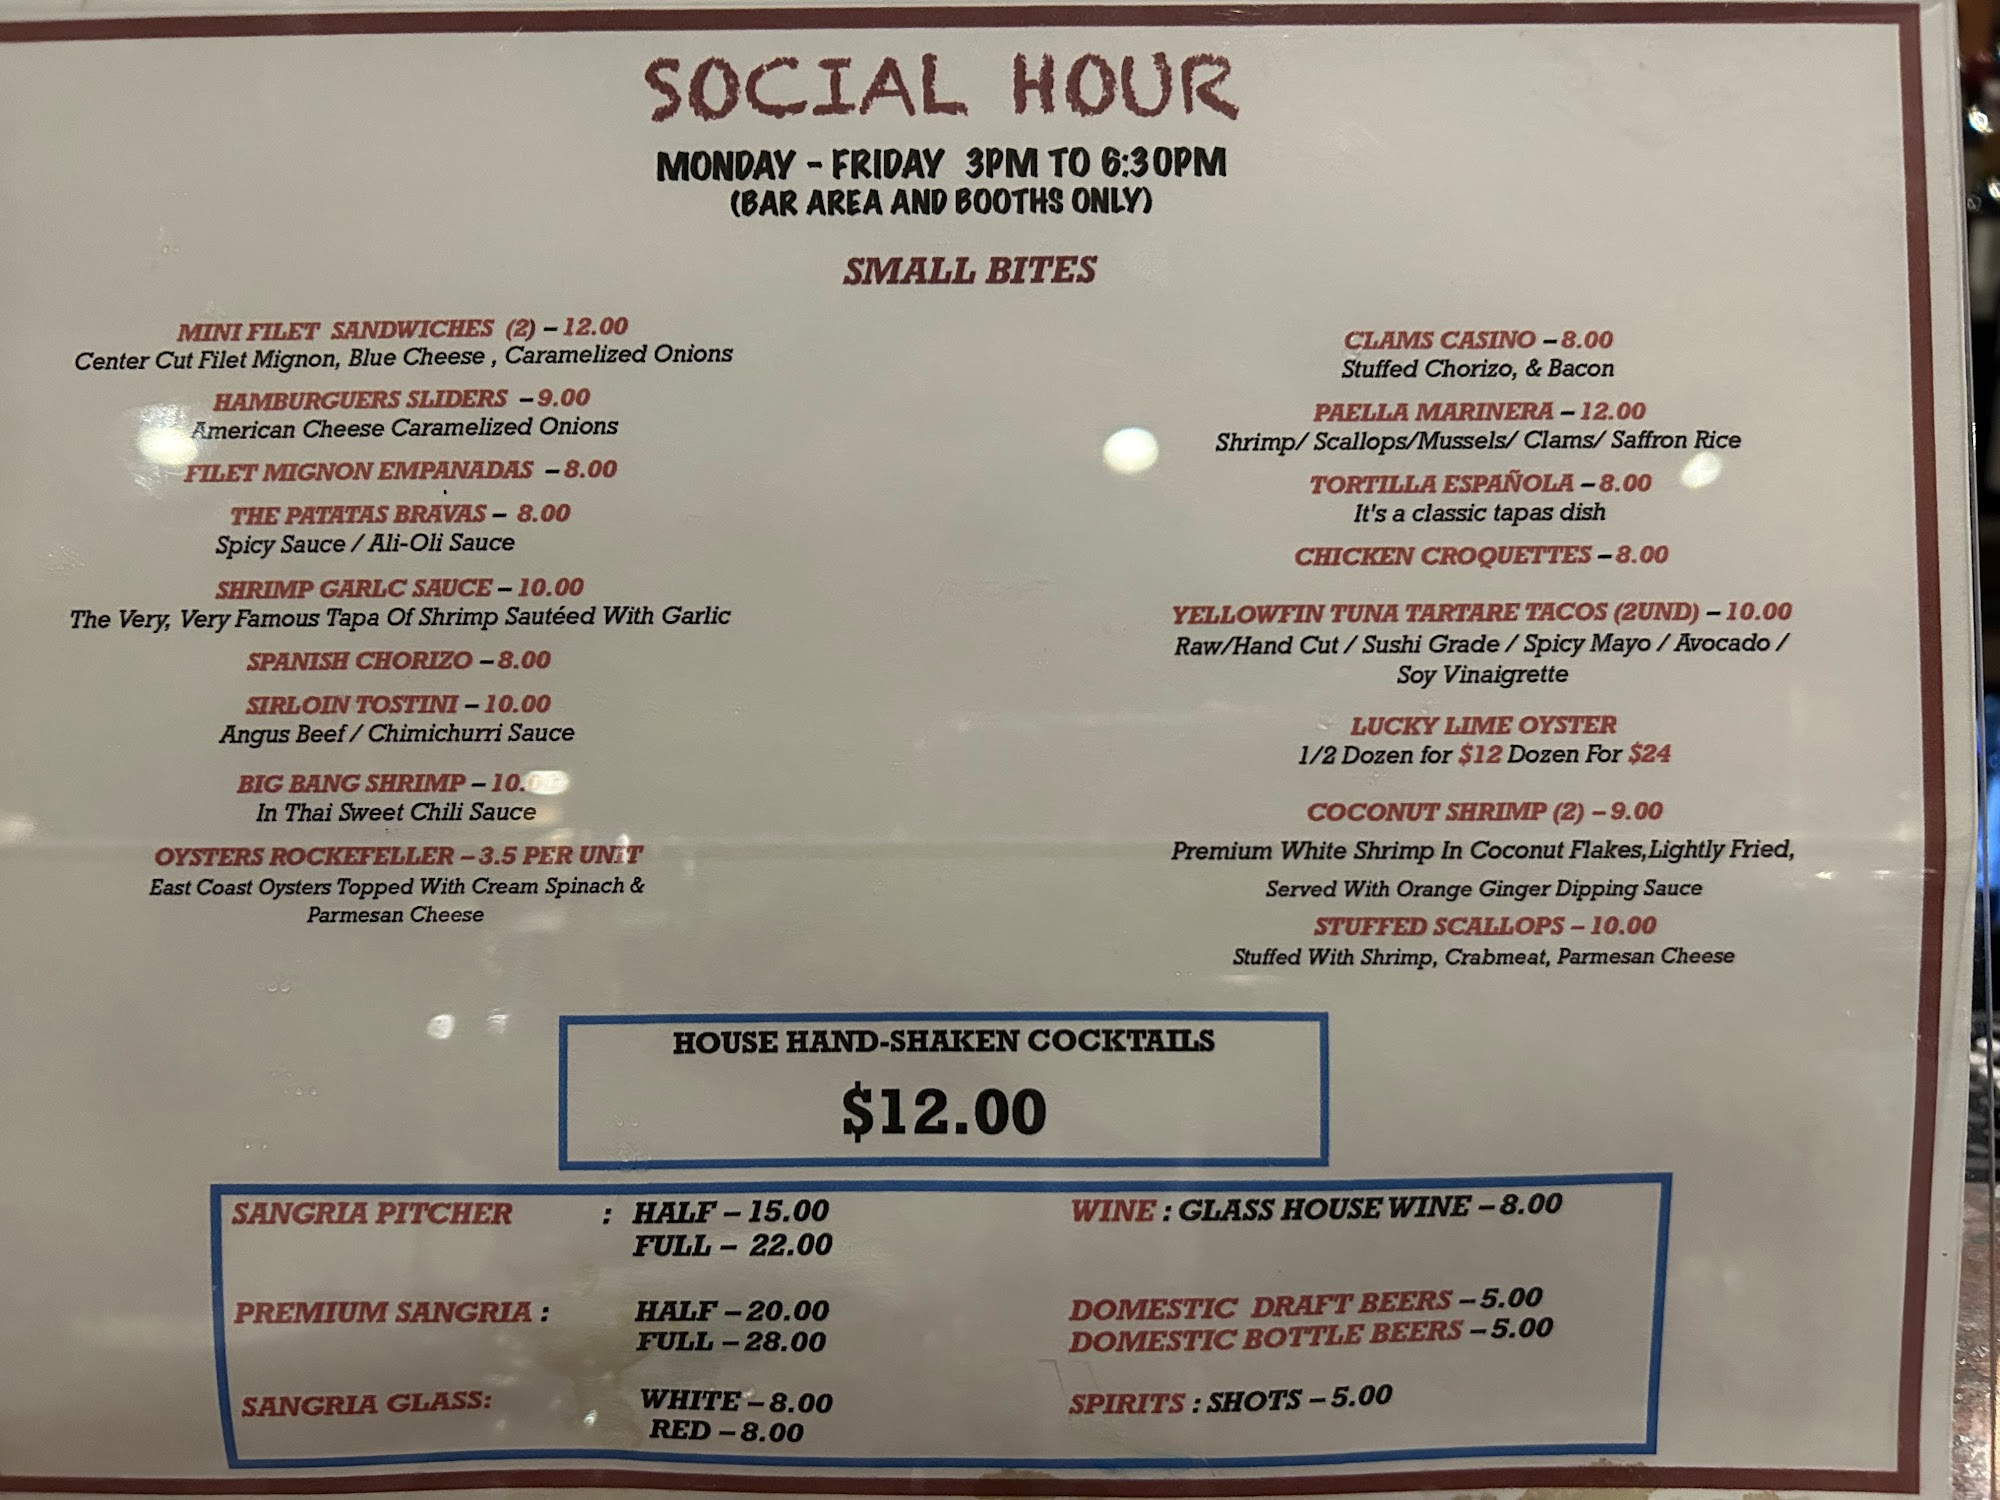 SOCIAL HOUR
MONDAY - FRIDAY 3PM TO 6:30PM
(BAR AREA AND BOOTHS ONLY)
SMALL BITES
MINI FILET SANDWICHES (2) – 12.00
Center Cut Filet Mignon, Blue Cheese , Caramelized Onions
HAMBURGUERS SLIDERS – 9.00
American Cheese Caramelized Onions
FILET MIGNON EMPANADAS – 8.00
THE PATATAS BRAVAS – 8.00
Spicy Sauce / Ali-Oli Sauce
SHRIMP GARLC SAUCE – 10.00
The Very, Very Famous Tapa Of Shrimp Sautéed With Garlic
SPANISH CHORIZO – 8.00
SIRLOIN TOSTINI – 10.00
Angus Beef / Chimichurri Sauce
BIG BANG SHRIMP – 10.00
In Thai Sweet Chili Sauce
OYSTERS ROCKEFELLER – 3.5 PER UNIT
East Coast Oysters Topped With Cream Spinach &
Parmesan Cheese
CLAMS CASINO – 8.00
Stuffed Chorizo, & Bacon
PAELLA MARINERA – 12.00
Shrimp/ Scallops/Mussels/ Clams/ Saffron Rice
TORTILLA ESPAÑOLA – 8.00
It's a classic tapas dish
CHICKEN CROQUETTES – 8.00
YELLOWFIN TUNA TARTARE TACOS (2UND) – 10.00
Raw/Hand Cut / Sushi Grade / Spicy Mayo / Avocado /
Soy Vinaigrette
LUCKY LIME OYSTER
1/2 Dozen for $12 Dozen For $24
COCONUT SHRIMP (2) – 9.00
Premium White Shrimp In Coconut Flakes,Lightly Fried,
Served With Orange Ginger Dipping Sauce
STUFFED SCALLOPS – 10.00
Stuffed With Shrimp, Crabmeat, Parmesan Cheese
HOUSE HAND-SHAKEN COCKTAILS
$12.00
SANGRIA PITCHER : HALF – 15.00
FULL – 22.00
PREMIUM SANGRIA : HALF – 20.00
FULL – 28.00
SANGRIA GLASS: WHITE – 8.00
RED – 8.00
WINE : GLASS HOUSE WINE – 8.00
DOMESTIC DRAFT BEERS – 5.00
DOMESTIC BOTTLE BEERS – 5.00
SPIRITS : SHOTS – 5.00